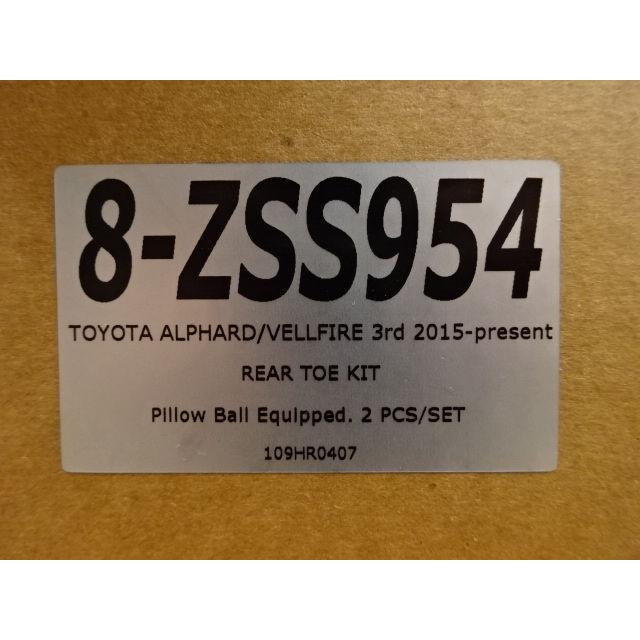 8-ZSS954
TOYOTA ALPHARD/VELLFIRE 3rd 2015-present
REAR TOE KIT
Pillow Ball Equipped. 2 PCS/SET
109HR0407